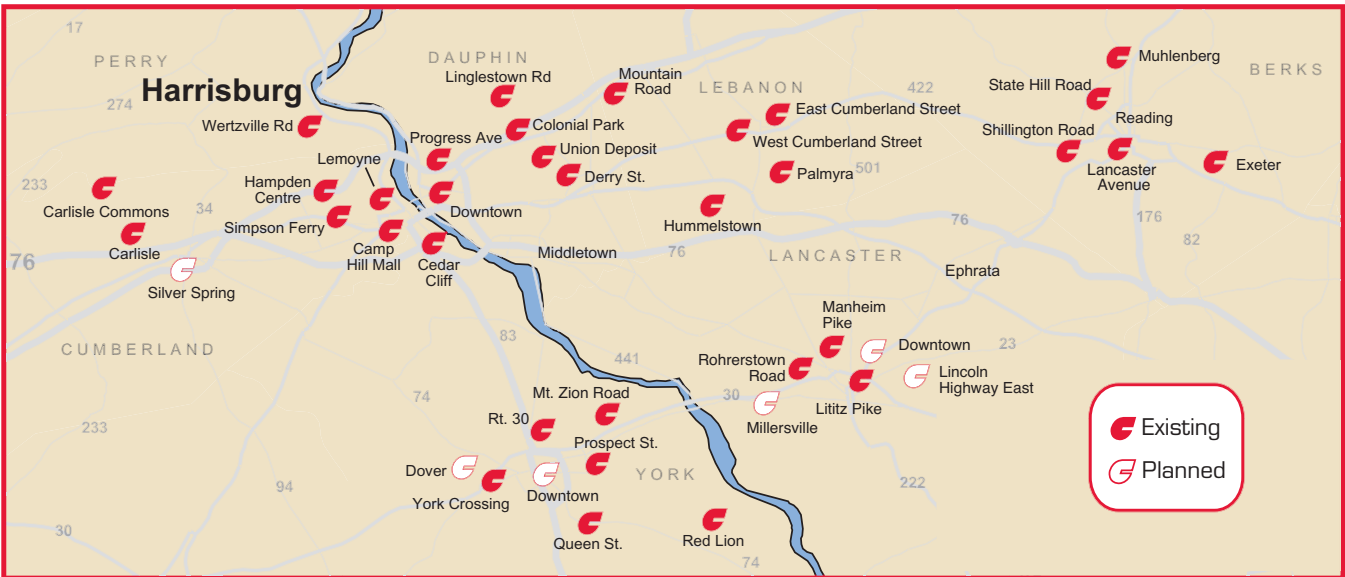 17
PERRY
DAUPHIN
Linglestown Rd
Mountain
Road
LEBANON
422
State Hill Road
Muhlenberg
BERKS
Harrisburg
274
Wertzville Rd
Progress Ave
Colonial Park
East Cumberland Street
West Cumberland Street
Shillington Road
Reading
Lemoyne
Union Deposit
Derry St.
Palmyra
501
Lancaster
Avenue
Exeter
233
Carlisle Commons
Hampden
Centre
34
Simpson Ferry
Downtown
Hummelstown
76
176
82
Carlisle
76
Camp
Hill Mall
Cedar
Cliff
Middletown
76
LANCASTER
Ephrata
Silver Spring
CUMBERLAND
83
441
Manheim
Pike
Downtown
23
Rohrerstown
Road
Lincoln
Highway East
74
Mt. Zion Road
30
Lititz Pike
Millersville
Rt. 30
233
Prospect St.
Existing
Planned
Dover
York Crossing
Downtown
YORK
94
222
30
Queen St.
Red Lion
74